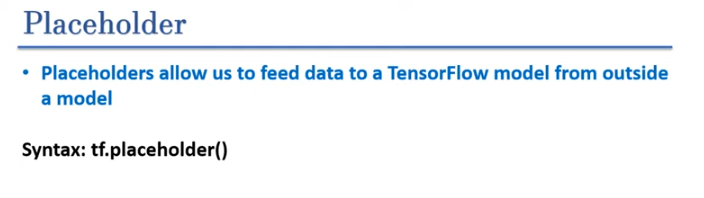 Placeholder
• Placeholders allow us to feed data to a TensorFlow model from outside
a model
Syntax: tf.placeholder()